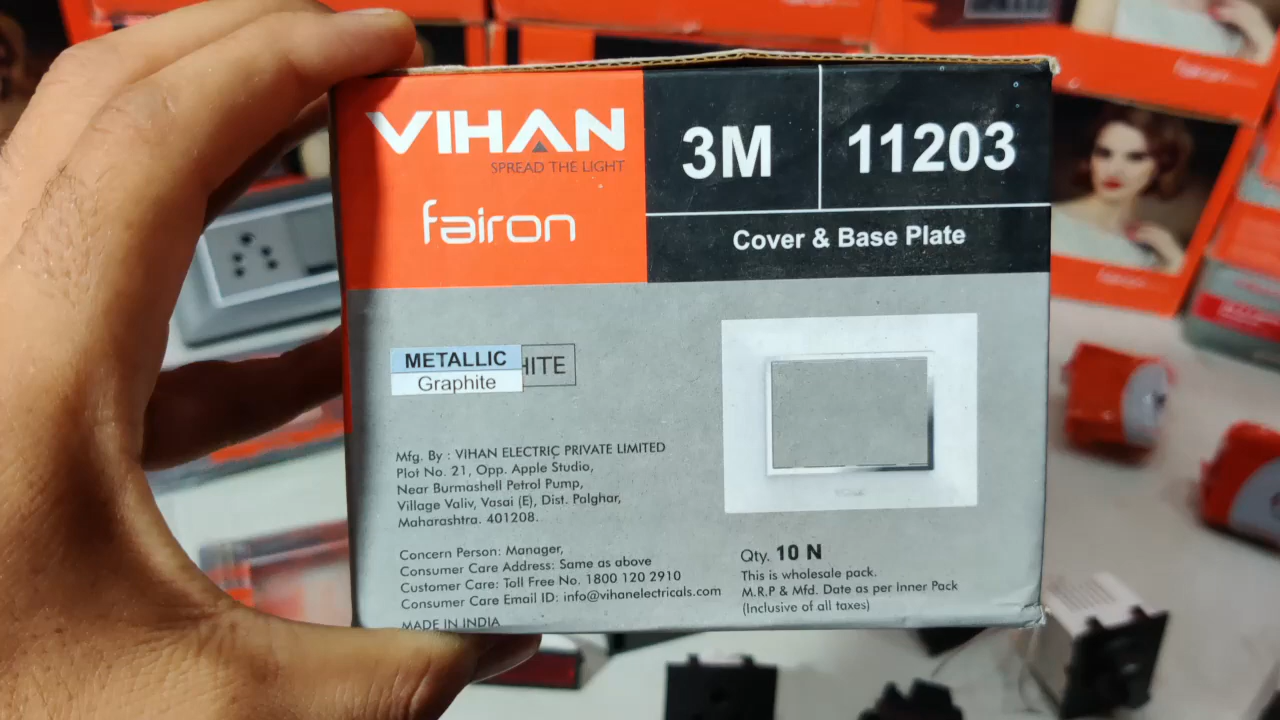 VIHAN
SPREAD THE LIGHT
fairon
3M
11203
Cover & Base Plate
METALLIC
Graphite
HITE
Mfg. By : VIHAN ELECTRIC PRIVATE LIMITED
Plot No. 21, Opp. Apple Studio,
Near Burmashell Petrol Pump,
Village Valiv, Vasai (E), Dist. Palghar,
Maharashtra. 401208.
Concern Person: Manager,
Consumer Care Address: Same as above
Customer Care: Toll Free No. 1800 120 2910
Consumer Care Email ID: info@vihanelectricals.com
MADE IN INDIA
Qty. 10 N
This is wholesale pack.
M.R.P & Mfd. Date as per Inner Pack
(Inclusive of all taxes)
fairon
fairon